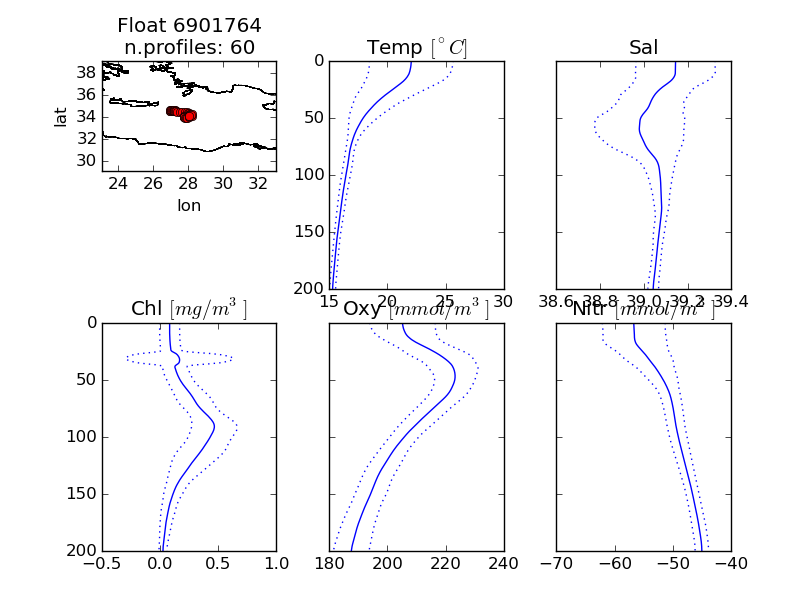 Float 6901764
n.profiles: 60
Temp [°C]
Sal
38
36
34
32
30
lat
24 26 28 30 32
lon
0
50
100
150
200
15 20 25 30
38.6 38.8 39.0 39.2 39.4
Chl [mg/m³]
Oxy [mmol/m³]
Nitr [mmol/m³]
0
50
100
150
200
−0.5 0.0 0.5 1.0
180 200 220 240
−70 −60 −50 −40